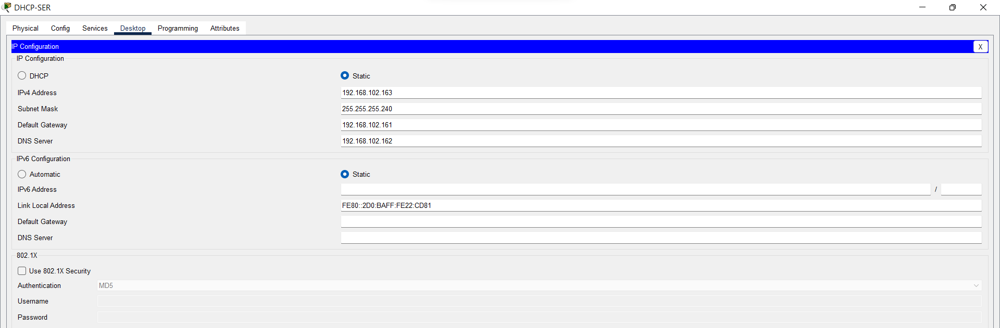 DHCP-SER
Physical Config Services Desktop Programming Attributes
IP Configuration
X
IP Configuration
DHCP Static
IPv4 Address 192.168.102.163
Subnet Mask 255.255.255.240
Default Gateway 192.168.102.161
DNS Server 192.168.102.162
IPv6 Configuration
Automatic Static
IPv6 Address /
Link Local Address FE80::2D0:BAFF:FE22:CD81
Default Gateway
DNS Server
802.1X
Use 802.1X Security
Authentication MD5
Username
Password